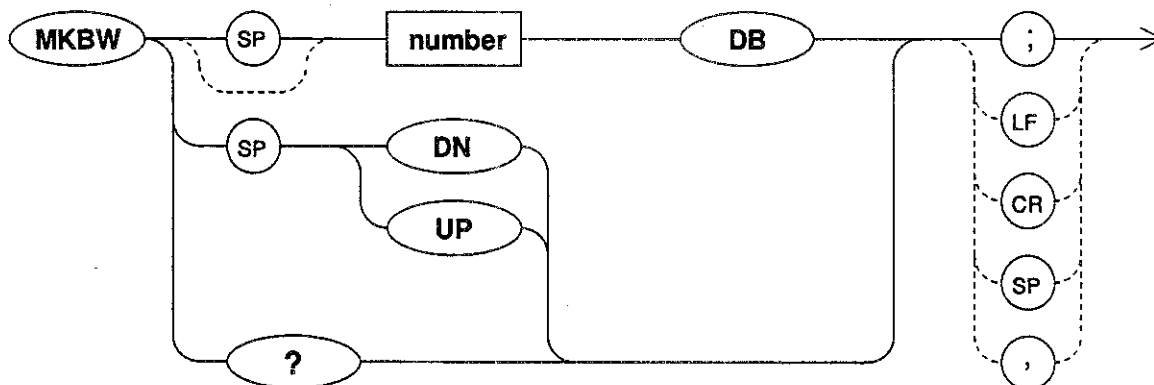 MKBW SP number DB ;
LF
SP DN
CR
UP
SP
? ,